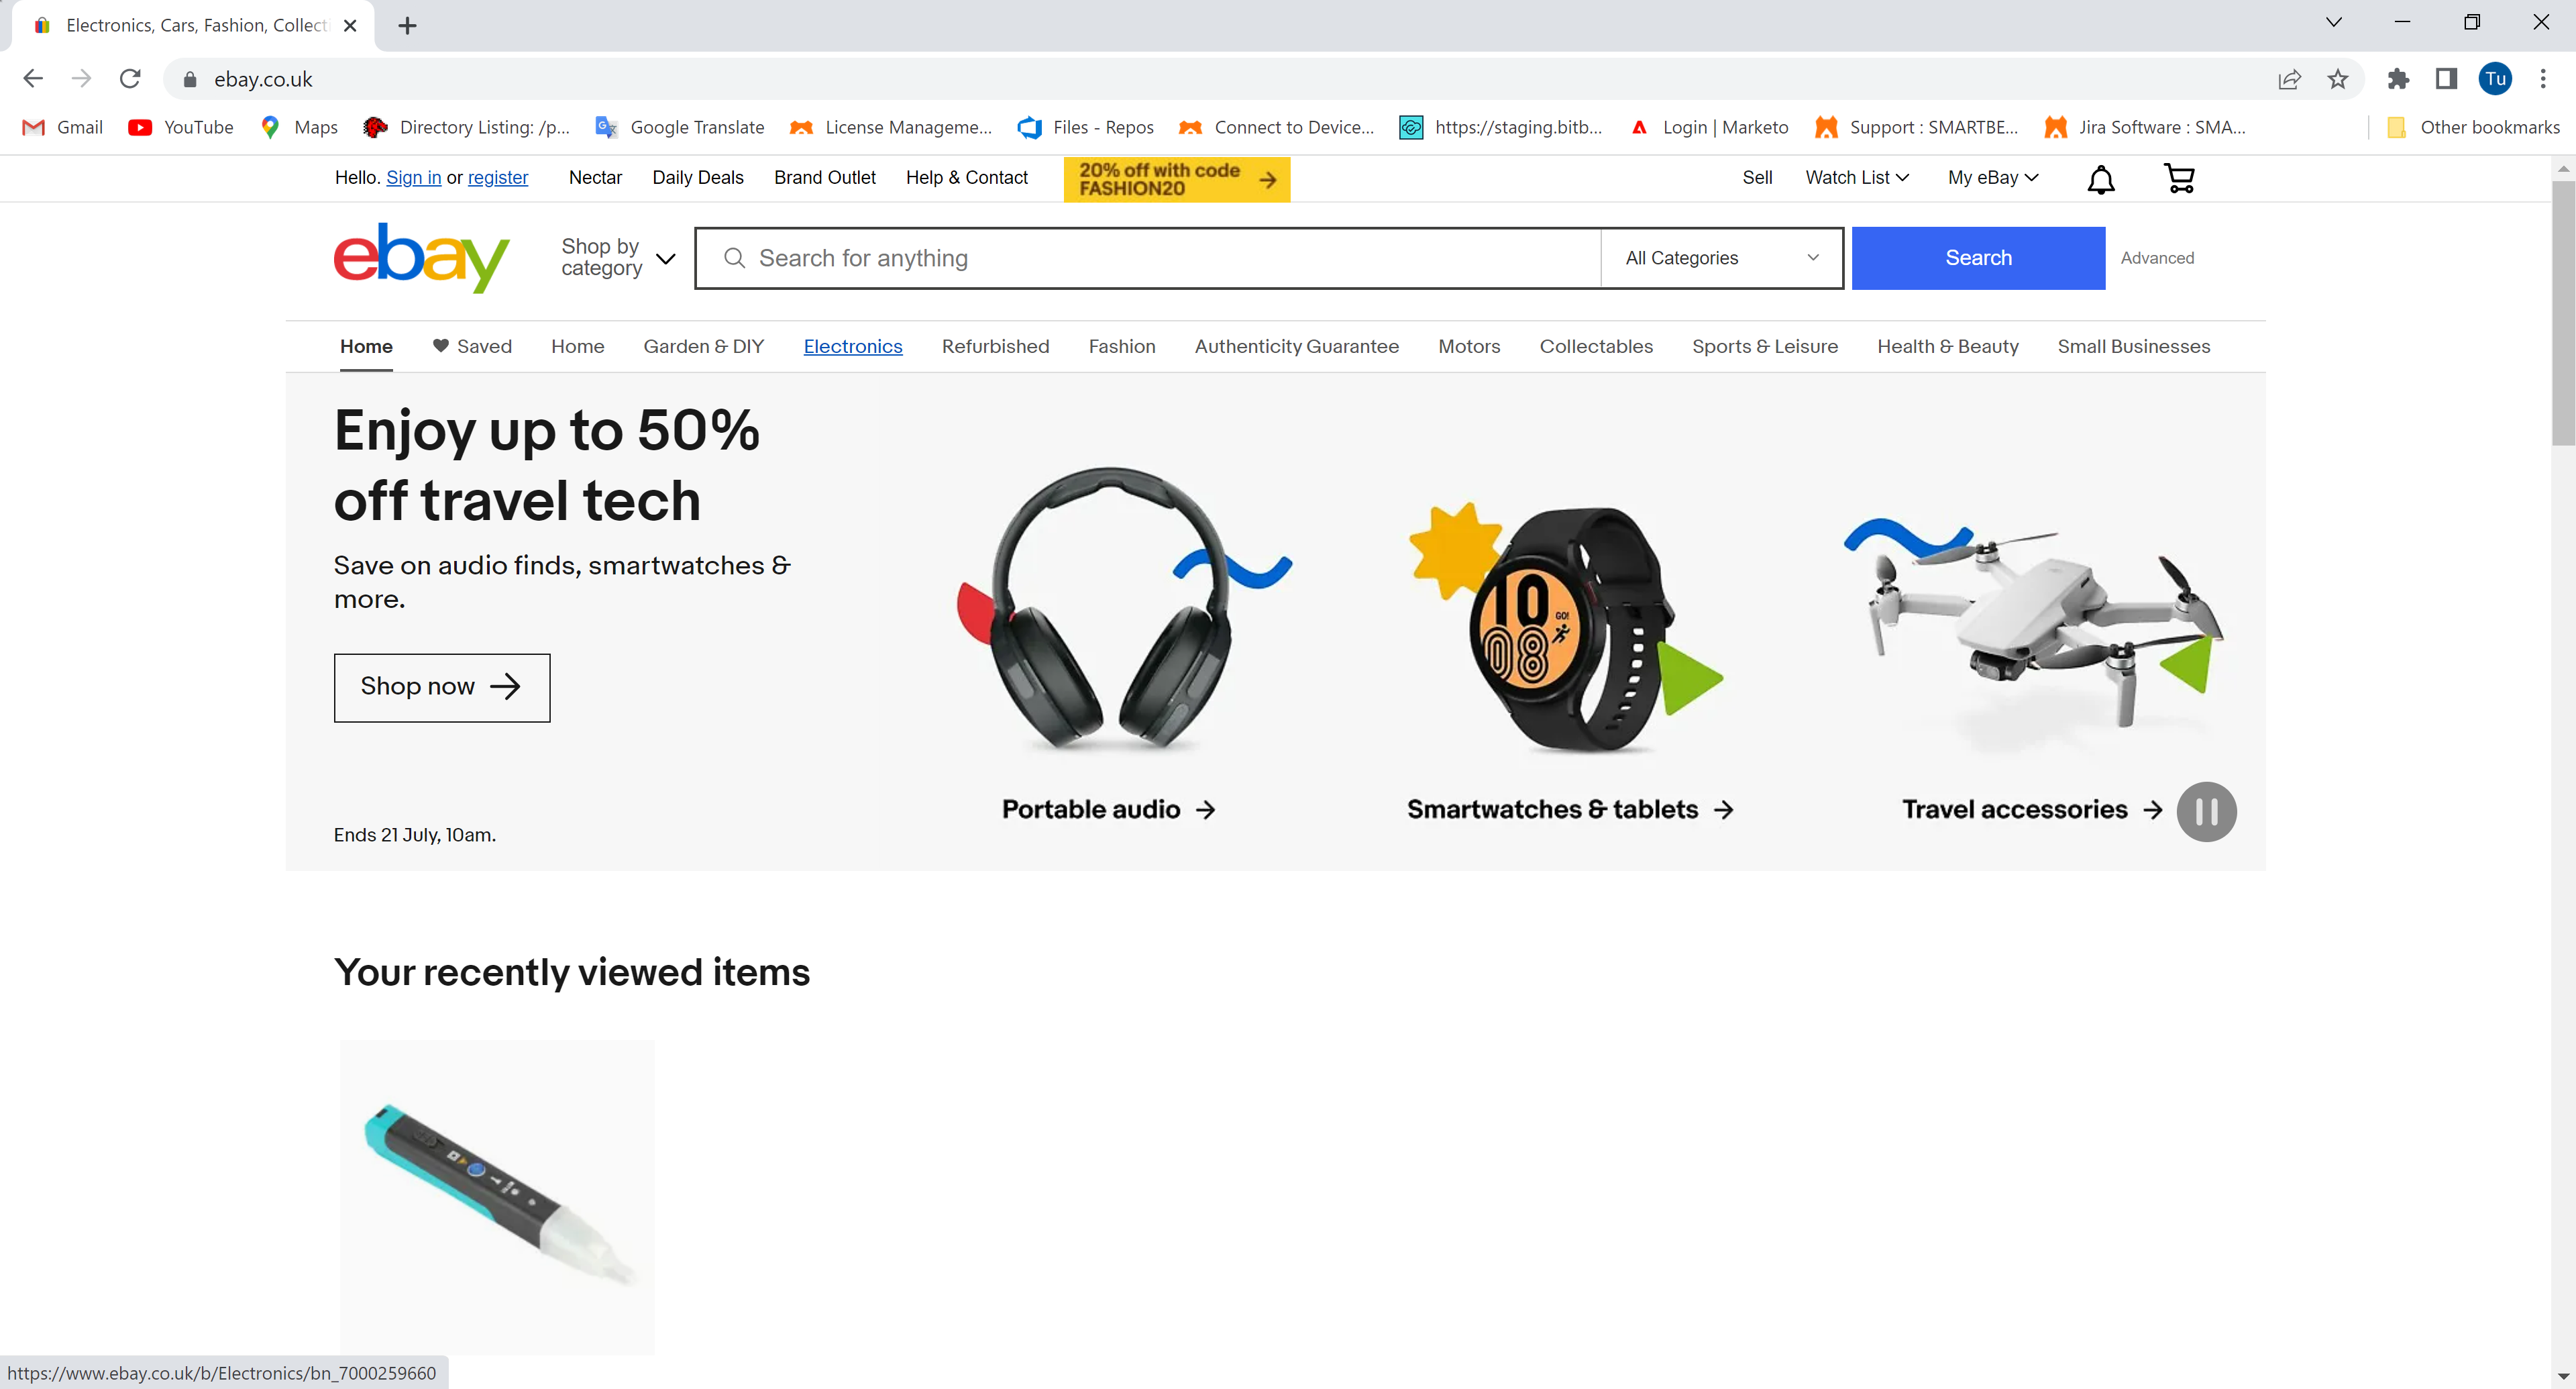 Electronics, Cars, Fashion, Collecti
ebay.co.uk
Tu
Gmail
YouTube
Maps
Directory Listing: /p...
Google Translate
License Manageme...
Files - Repos
Connect to Device...
https://staging.bitb...
Login | Marketo
Support : SMARTBE...
Jira Software : SMA...
Other bookmarks
Hello. Sign in or register
Nectar
Daily Deals
Brand Outlet
Help & Contact
20% off with code
FASHION20
Sell
Watch List
My eBay
ebay
Shop by
category
Search for anything
All Categories
Search
Advanced
Home
Saved
Home
Garden & DIY
Electronics
Refurbished
Fashion
Authenticity Guarantee
Motors
Collectables
Sports & Leisure
Health & Beauty
Small Businesses
Enjoy up to 50%
off travel tech
Save on audio finds, smartwatches &
more.
Shop now
Ends 21 July, 10am.
10
08
GO!
Portable audio
Smartwatches & tablets
Travel accessories
Your recently viewed items
https://www.ebay.co.uk/b/Electronics/bn_7000259660